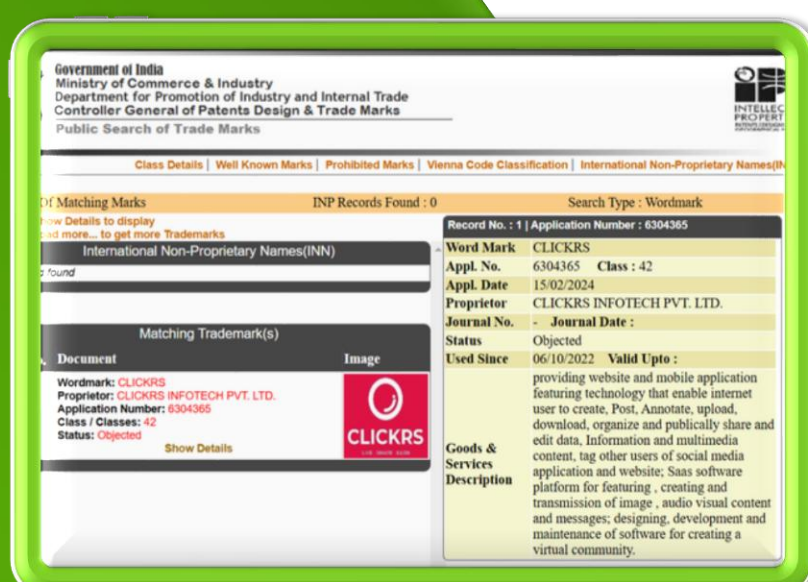 Government of India
Ministry of Commerce & Industry
Department for Promotion of Industry and Internal Trade
Controller General of Patents Design & Trade Marks
Public Search of Trade Marks
Class Details | Well Known Marks | Prohibited Marks | Vienna Code Classification | International Non-Proprietary Names(IN
Of Matching Marks INP Records Found : 0 Search Type : Wordmark
how Details to display
more... to get more Trademarks
International Non-Proprietary Names(INN)
found
Matching Trademark(s)
Document Image
Wordmark: CLICKRS
Proprietor: CLICKRS INFOTECH PVT. LTD.
Application Number: 6304365
Class / Classes: 42
Status: Objected
Show Details
CLICKRS
Record No. : 1 | Application Number : 6304365
Word Mark CLICKRS
Appl. No. 6304365 Class : 42
Appl. Date 15/02/2024
Proprietor CLICKRS INFOTECH PVT. LTD.
Journal No. - Journal Date :
Status Objected
Used Since 06/10/2022 Valid Upto :
Goods & Services Description
providing website and mobile application
featuring technology that enable internet
user to create, Post, Annotate, upload,
download, organize and publically share and
edit data, Information and multimedia
content, tag other users of social media
application and website; Saas software
platform for featuring , creating and
transmission of image , audio visual content
and messages; designing, development and
maintenance of software for creating a
virtual community.
INTELLEC
PROPERT